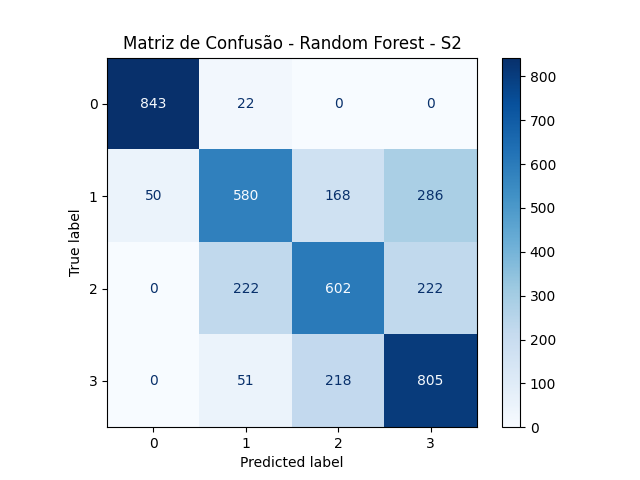 Matriz de Confusão - Random Forest - S2
True label
0 843 22 0 0
1 50 580 168 286
2 0 222 602 222
3 0 51 218 805
0 1 2 3
Predicted label
800
700
600
500
400
300
200
100
0